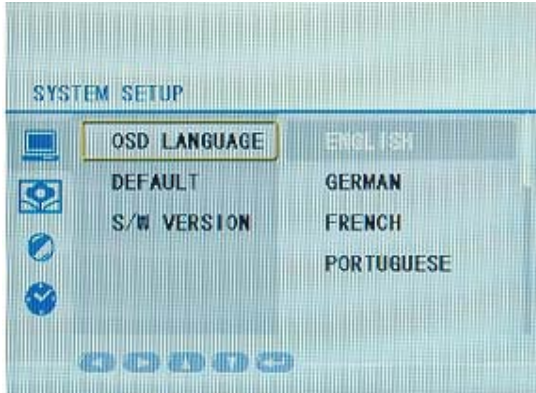 SYSTEM SETUP
OSD LANGUAGE ENGLISH
DEFAULT GERMAN
S/W VERSION FRENCH
PORTUGUESE